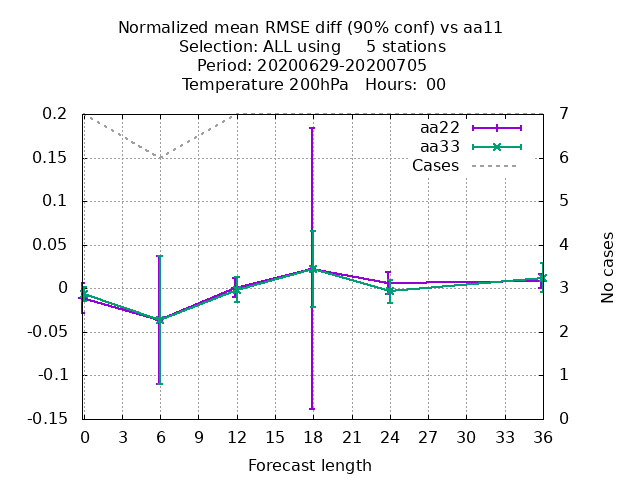 Normalized mean RMSE diff (90% conf) vs aa11
Selection: ALL using     5 stations
Period: 20200629-20200705
Temperature 200hPa   Hours:  00
0.2
0.15
0.1
0.05
0
-0.05
-0.1
-0.15
7
6
5
4
3
2
1
0
aa22
aa33
Cases
No cases
0 3 6 9 12 15 18 21 24 27 30 33 36
Forecast length